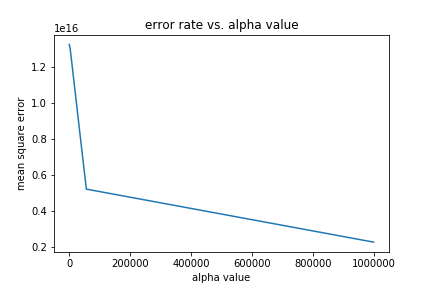 error rate vs. alpha value
1e16
1.2
1.0
0.8
0.6
0.4
0.2
mean square error
0 200000 400000 600000 800000 1000000
alpha value